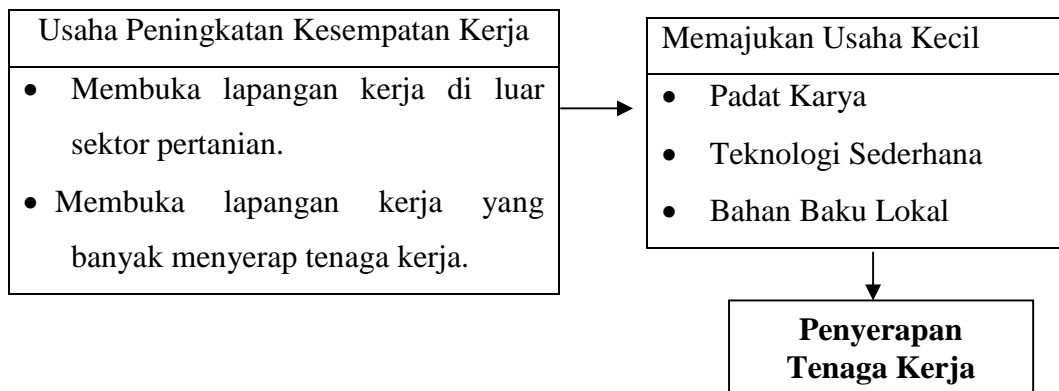 Usaha Peningkatan Kesempatan Kerja
• Membuka lapangan kerja di luar
sektor pertanian.
• Membuka lapangan kerja yang
banyak menyerap tenaga kerja.
Memajukan Usaha Kecil
• Padat Karya
• Teknologi Sederhana
• Bahan Baku Lokal
Penyerapan
Tenaga Kerja